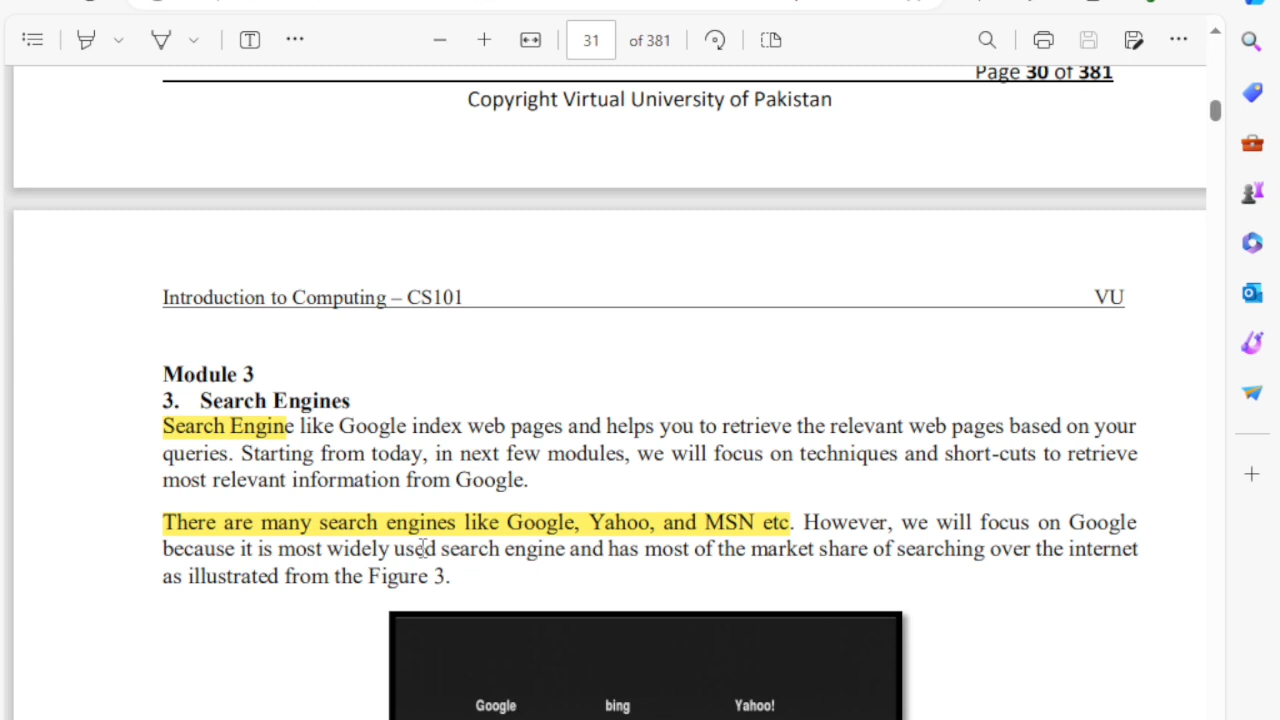 31 of 381
Page 30 of 381
Copyright Virtual University of Pakistan
Introduction to Computing – CS101 VU
Module 3
3. Search Engines
Search Engine like Google index web pages and helps you to retrieve the relevant web pages based on your
queries. Starting from today, in next few modules, we will focus on techniques and short-cuts to retrieve
most relevant information from Google.
There are many search engines like Google, Yahoo, and MSN etc. However, we will focus on Google
because it is most widely used search engine and has most of the market share of searching over the internet
as illustrated from the Figure 3.
Google bing Yahoo!